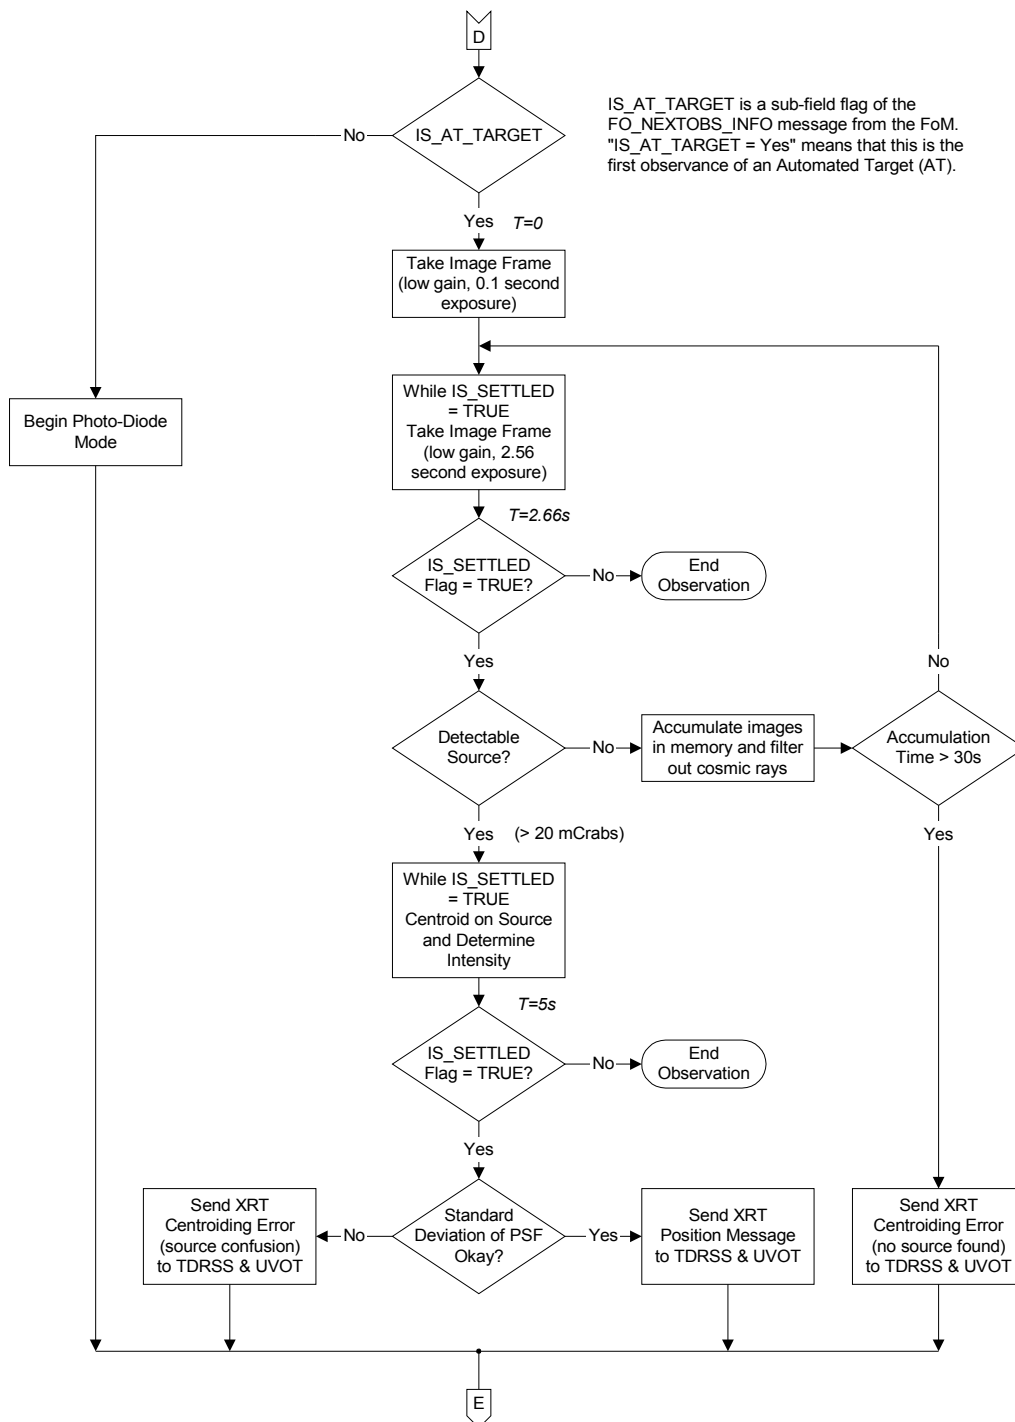 D
IS_AT_TARGET is a sub-field flag of the
FO_NEXTOBS_INFO message from the FoM.
"IS_AT_TARGET = Yes" means that this is the
first observance of an Automated Target (AT).
No
IS_AT_TARGET
Yes
T=0
Take Image Frame
(low gain, 0.1 second
exposure)
Begin Photo-Diode
Mode
While IS_SETTLED
= TRUE
Take Image Frame
(low gain, 2.56
second exposure)
T=2.66s
IS_SETTLED
Flag = TRUE?
No
End
Observation
Yes
No
Detectable
Source?
No
Accumulate images
in memory and filter
out cosmic rays
Accumulation
Time > 30s
Yes
(> 20 mCrabs)
Yes
While IS_SETTLED
= TRUE
Centroid on Source
and Determine
Intensity
T=5s
IS_SETTLED
Flag = TRUE?
No
End
Observation
Yes
Send XRT
Centroiding Error
(source confusion)
to TDRSS & UVOT
No
Standard
Deviation of PSF
Okay?
Yes
Send XRT
Position Message
to TDRSS & UVOT
Send XRT
Centroiding Error
(no source found)
to TDRSS & UVOT
E